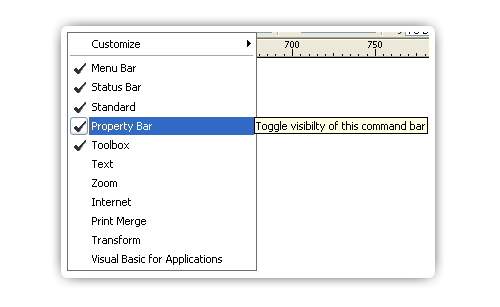 Customize
700 750
Menu Bar
Status Bar
Standard
Property Bar
Toggle visibilty of this command bar
Toolbox
Text
Zoom
Internet
Print Merge
Transform
Visual Basic for Applications